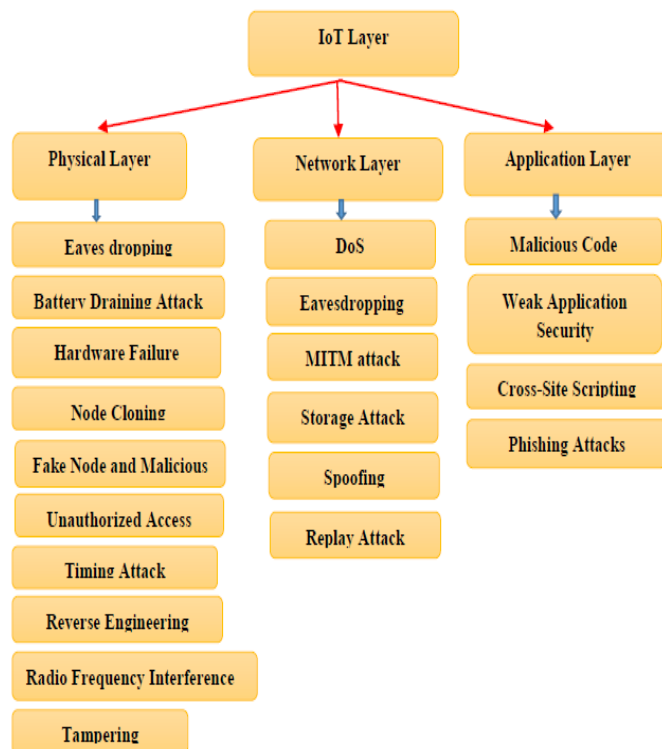 IoT Layer
Physical Layer
Eaves dropping
Battery Draining Attack
Hardware Failure
Node Cloning
Fake Node and Malicious
Unauthorized Access
Timing Attack
Reverse Engineering
Radio Frequency Interference
Tampering
Network Layer
DoS
Eavesdropping
MITM attack
Storage Attack
Spoofing
Replay Attack
Application Layer
Malicious Code
Weak Application
Security
Cross-Site Scripting
Phishing Attacks